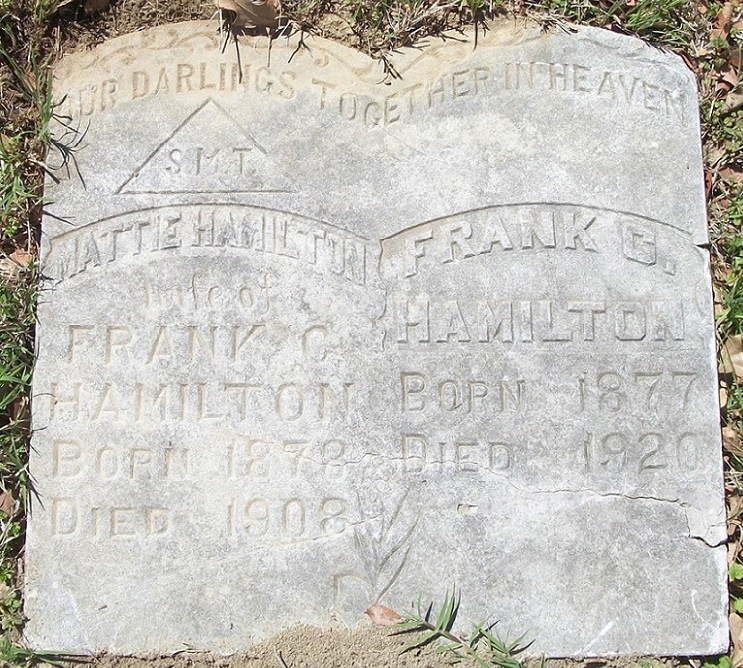 OUR DARLINGS TOGETHER IN HEAVEN
S.M.T.
MATTIE HAMILTON
wife of
FRANK C.
HAMILTON
BORN 1878
DIED 1908
FRANK C.
HAMILTON
BORN 1877
DIED 1920